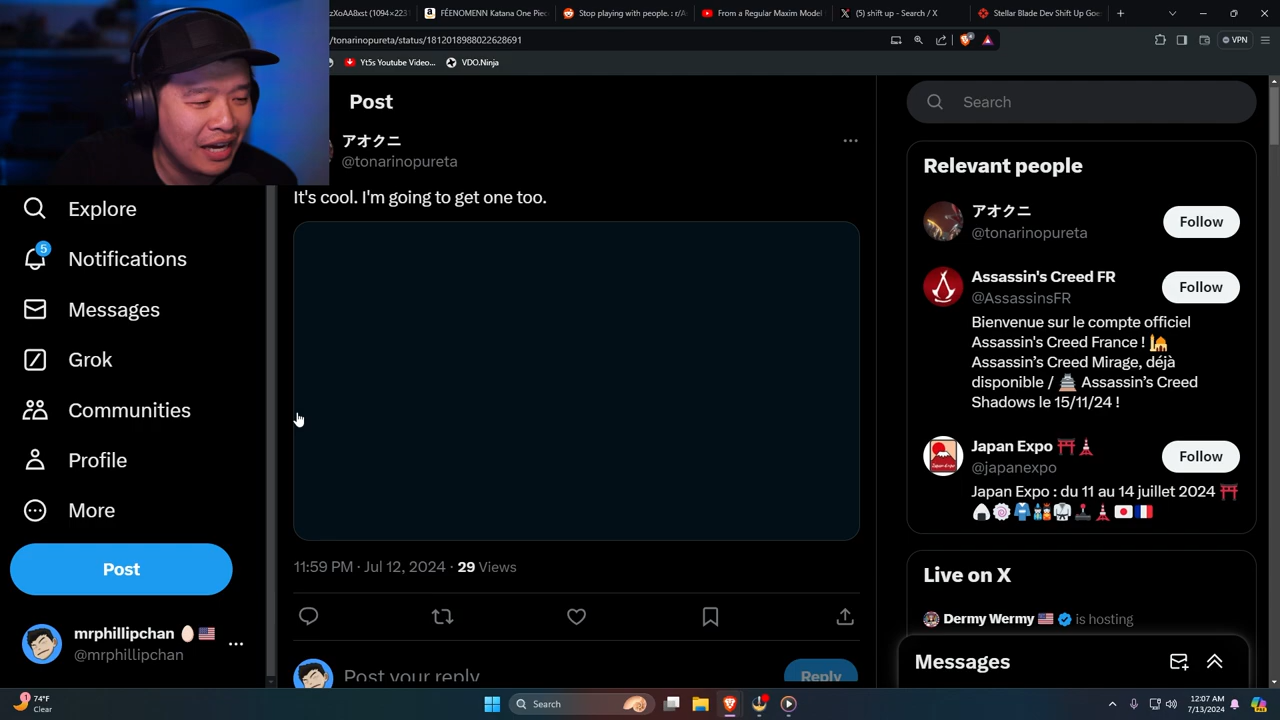 zXoAA8xst (1094×223
FÉENOMENN Katana One Piec
Stop playing with people. : r/A
From a Regular Maxim Model
(5) shift up - Search / X
Stellar Blade Dev Shift Up Goe
/tonarinopureta/status/1812018988022628691
VPN
Yt5s Youtube Video...
VDO.Ninja
Post
アオクニ
@tonarinopureta
It's cool. I'm going to get one too.
11:59 PM · Jul 12, 2024 · 29 Views
Post your reply
Reply
Explore
5
Notifications
Messages
Grok
Communities
Profile
More
Post
mrphillipchan
@mrphillipchan
Search
Relevant people
アオクニ
@tonarinopureta
Follow
Assassin's Creed FR
@AssassinsFR
Follow
Bienvenue sur le compte officiel
Assassin's Creed France !
Assassin's Creed Mirage, déjà
disponible / Assassin's Creed
Shadows le 15/11/24 !
Japan Expo
@japanexpo
Follow
Japan Expo : du 11 au 14 juillet 2024
Live on X
Dermy Wermy is hosting
Messages
1
74°F
Clear
Search
12:07 AM
7/13/2024